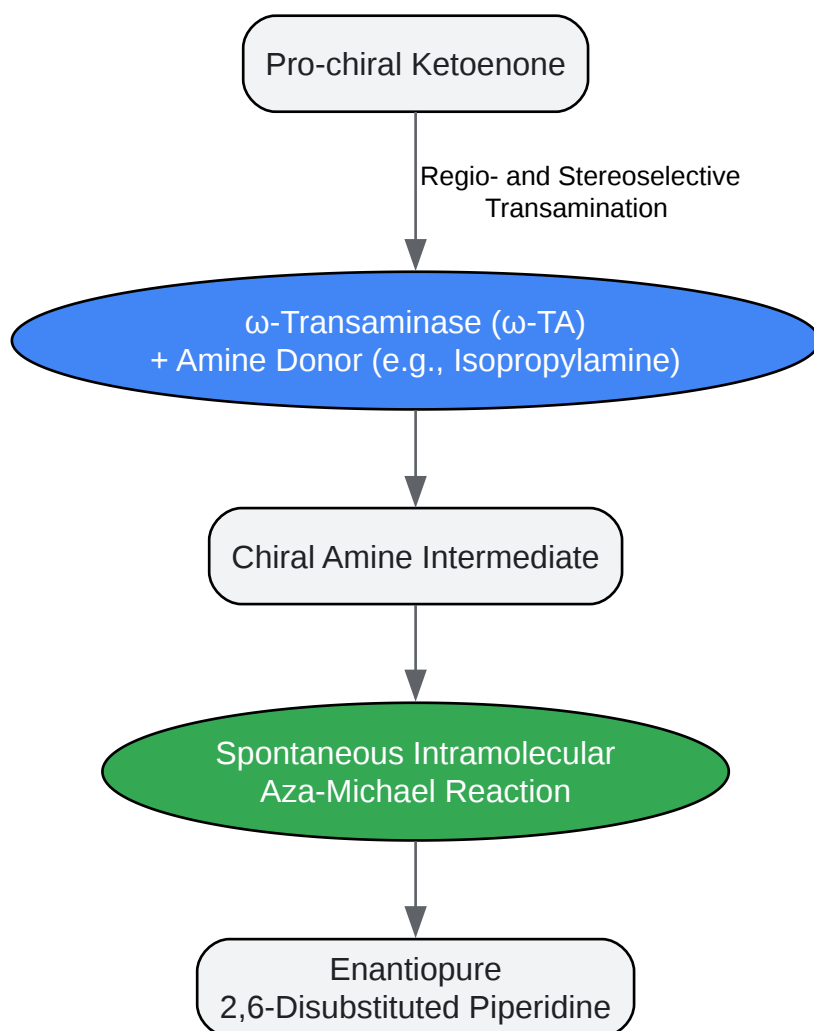 Pro-chiral Ketoenone
Regio- and Stereoselective
Transamination
ω-Transaminase (ω-TA)
+ Amine Donor (e.g., Isopropylamine)
Chiral Amine Intermediate
Spontaneous Intramolecular
Aza-Michael Reaction
Enantiopure
2,6-Disubstituted Piperidine